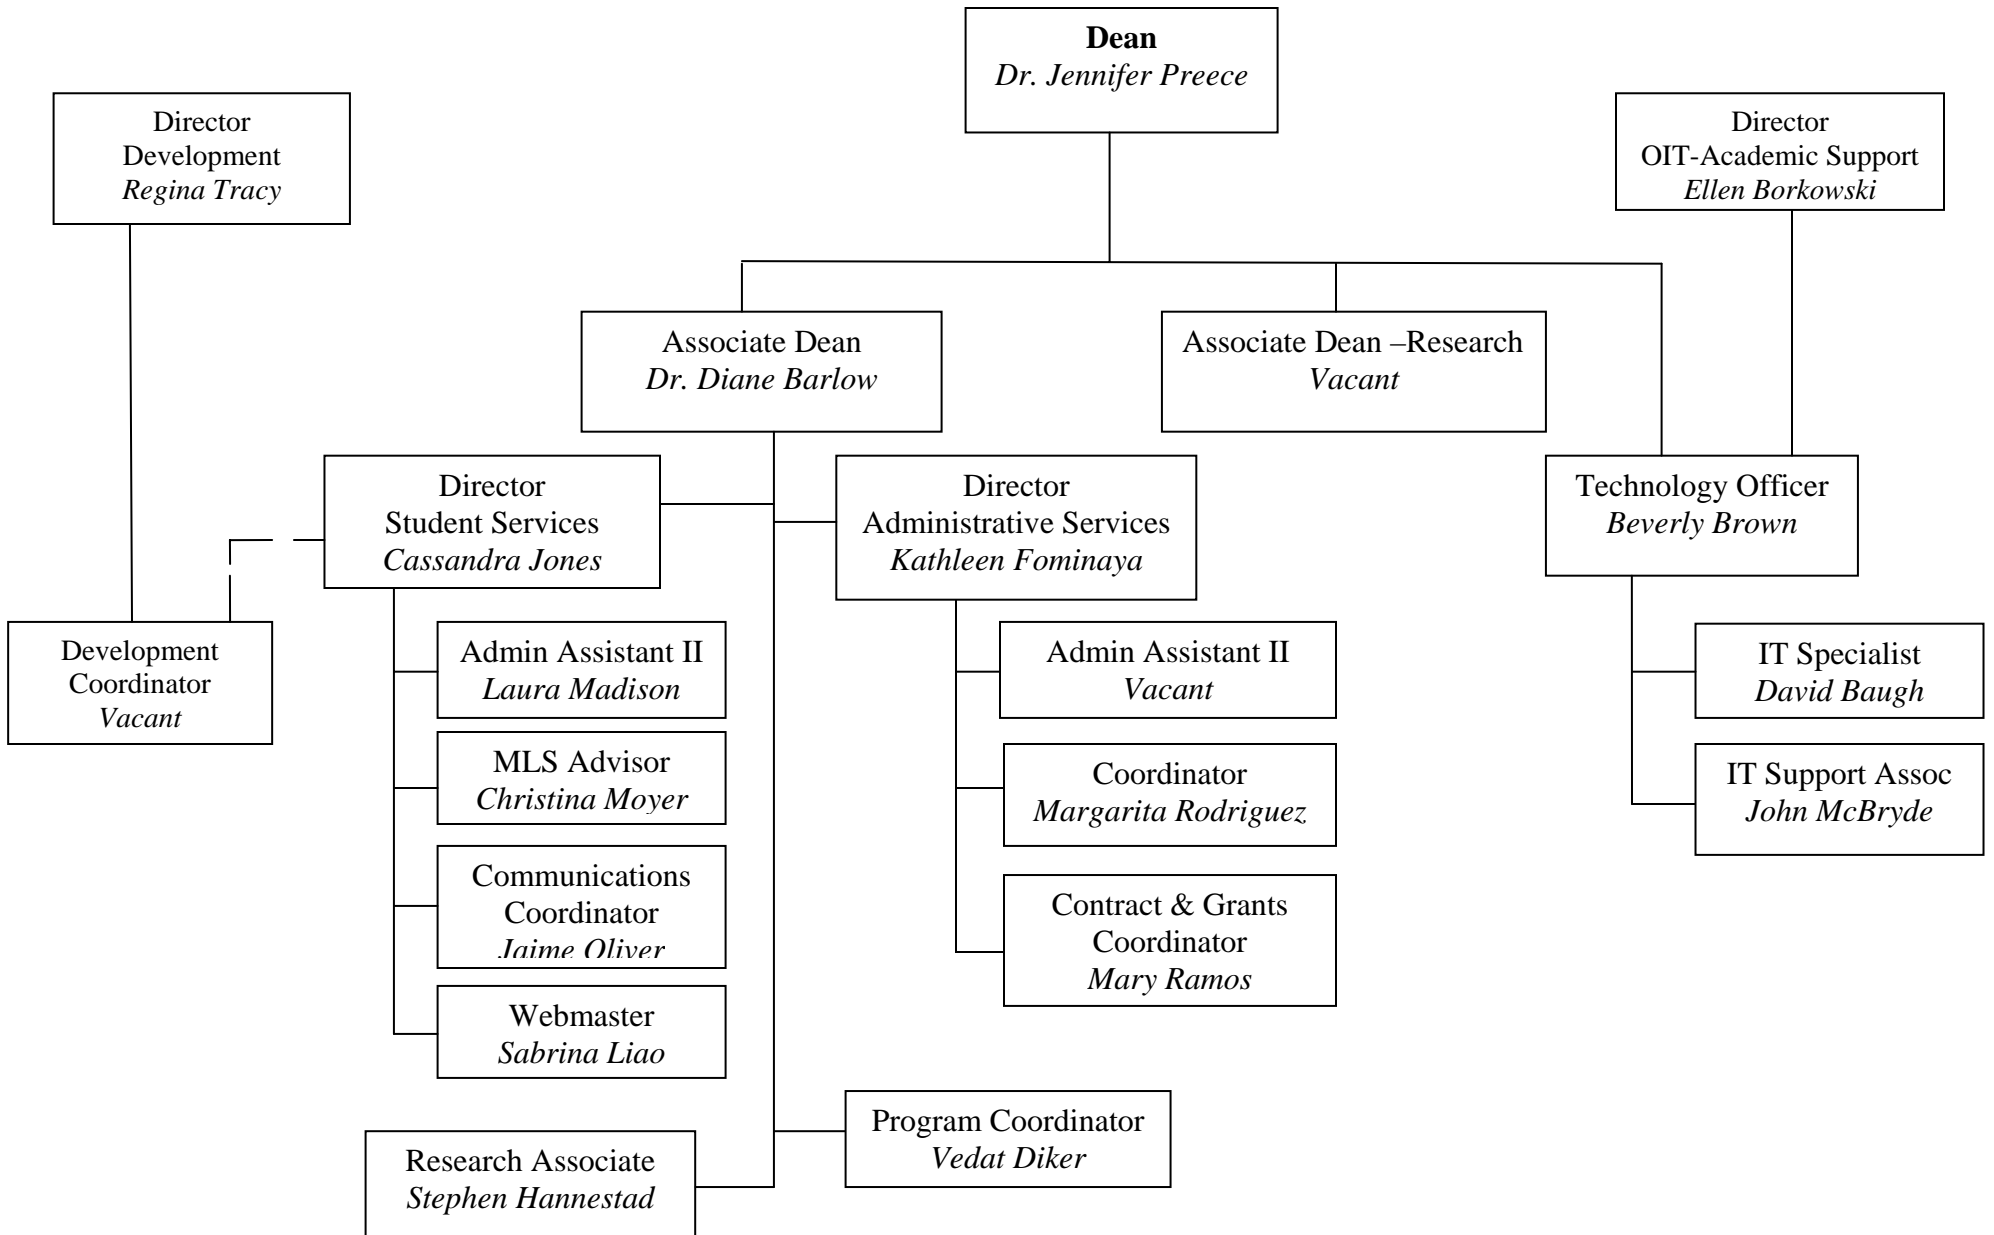 Dean
Dr. Jennifer Preece
Director
Development
Regina Tracy
Director
OIT-Academic Support
Ellen Borkowski
Associate Dean
Dr. Diane Barlow
Associate Dean –Research
Vacant
Director
Student Services
Cassandra Jones
Director
Administrative Services
Kathleen Fominaya
Technology Officer
Beverly Brown
Development
Coordinator
Vacant
Admin Assistant II
Laura Madison
MLS Advisor
Christina Moyer
Communications
Coordinator
Jaime Oliver
Webmaster
Sabrina Liao
Admin Assistant II
Vacant
Coordinator
Margarita Rodriguez
Contract & Grants
Coordinator
Mary Ramos
IT Specialist
David Baugh
IT Support Assoc
John McBryde
Program Coordinator
Vedat Diker
Research Associate
Stephen Hannestad